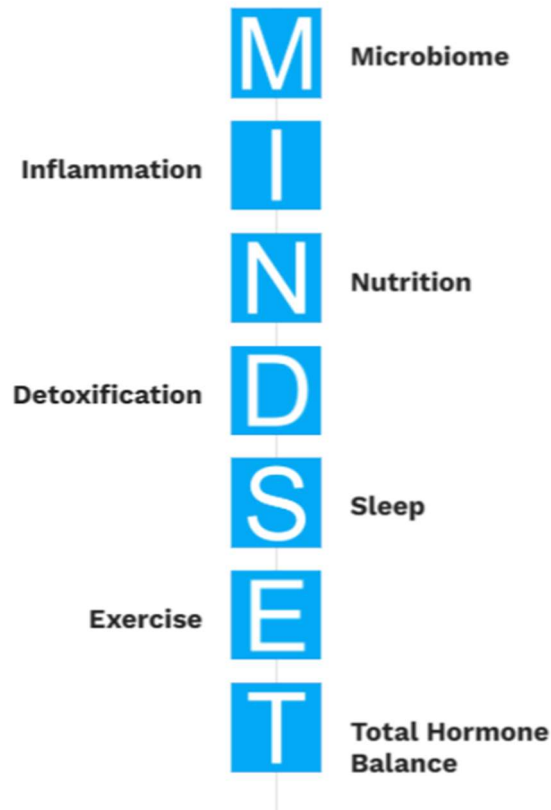 M Microbiome
Inflammation I
N Nutrition
Detoxification D
S Sleep
Exercise E
T Total Hormone
Balance